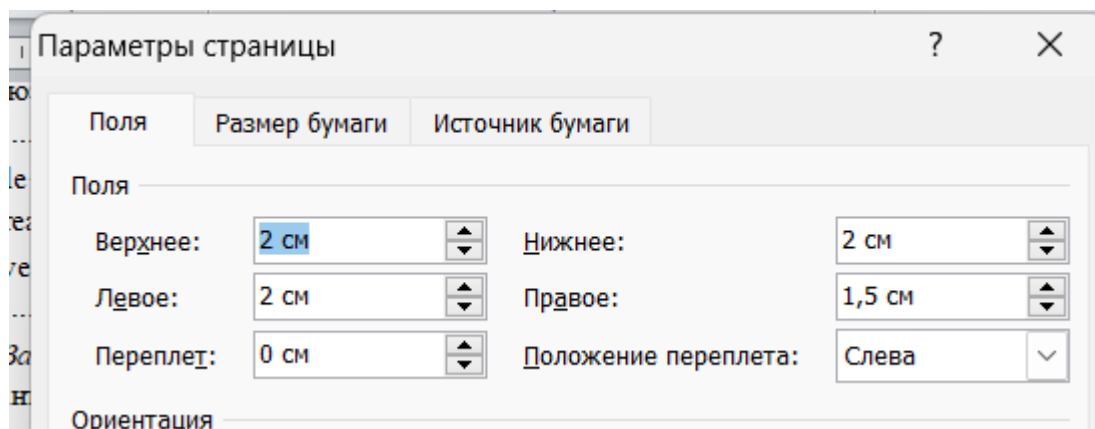 Параметры страницы ?
Поля Размер бумаги Источник бумаги
Поля
Верхнее: 2 см Нижнее: 2 см
Левое: 2 см Правое: 1,5 см
Переплет: 0 см Положение переплета: Слева
Ориентация